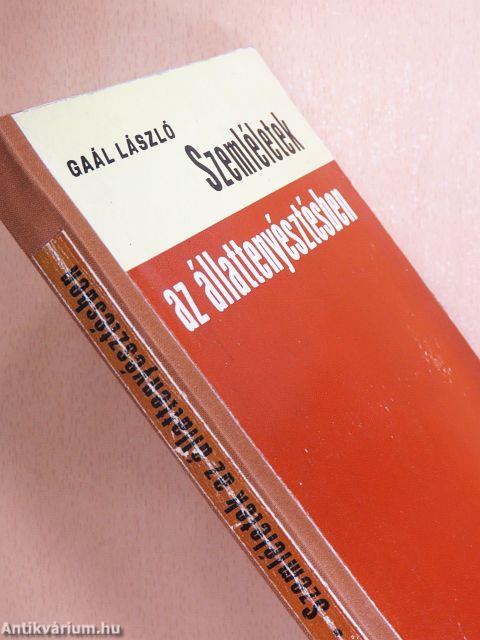 GAÁL LÁSZLÓ
Szemléletek
az állattenyésztésben
Szemléletek az állattenyésztésben
Antikvárium.hu